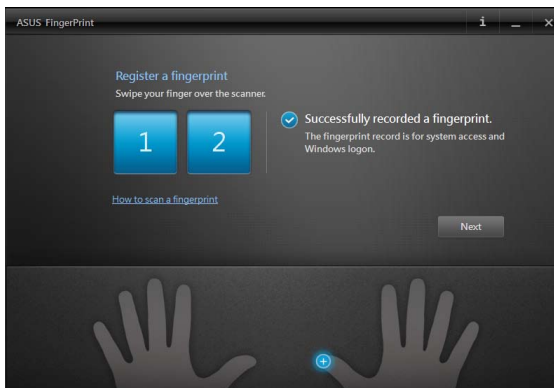 ASUS FingerPrint
Register a fingerprint
Swipe your finger over the scanner.
1 2
Successfully recorded a fingerprint.
The fingerprint record is for system access and
Windows logon.
How to scan a fingerprint
Next